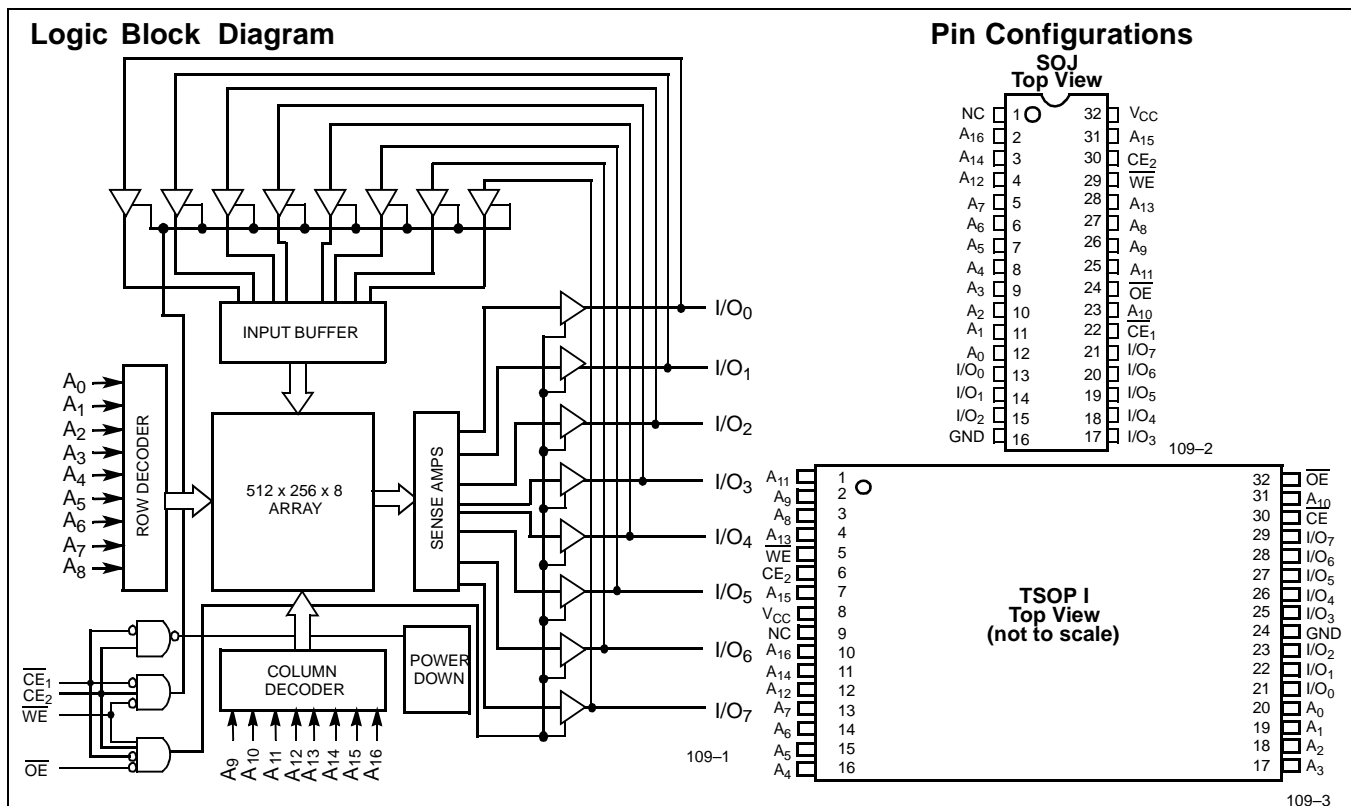 Logic Block Diagram
INPUT BUFFER
A0
A1
A2
A3
A4
A5
A6
A7
A8
ROW DECODER
512 x 256 x 8
ARRAY
SENSE AMPS
I/O0
I/O1
I/O2
I/O3
I/O4
I/O5
I/O6
I/O7
COLUMN
DECODER
POWER
DOWN
CE1
CE2
WE
OE
A9
A10
A11
A12
A13
A14
A15
A16
109–1
Pin Configurations
SOJ
Top View
NC 1 32 VCC
A16 2 31 A15
A14 3 30 CE2
A12 4 29 WE
A7 5 28 A13
A6 6 27 A8
A5 7 26 A9
A4 8 25 A11
A3 9 24 OE
A2 10 23 A10
A1 11 22 CE1
A0 12 21 I/O7
I/O0 13 20 I/O6
I/O1 14 19 I/O5
I/O2 15 18 I/O4
GND 16 17 I/O3
109–2
A11 1 32 OE
A9 2 31 A10
A8 3 30 CE
A13 4 29 I/O7
WE 5 28 I/O6
CE2 6 27 I/O5
A15 7 26 I/O4
VCC 8 25 I/O3
NC 9 24 GND
A16 10 23 I/O2
A14 11 22 I/O1
A12 12 21 I/O0
A7 13 20 A0
A6 14 19 A1
A5 15 18 A2
A4 16 17 A3
TSOP I
Top View
(not to scale)
109–3